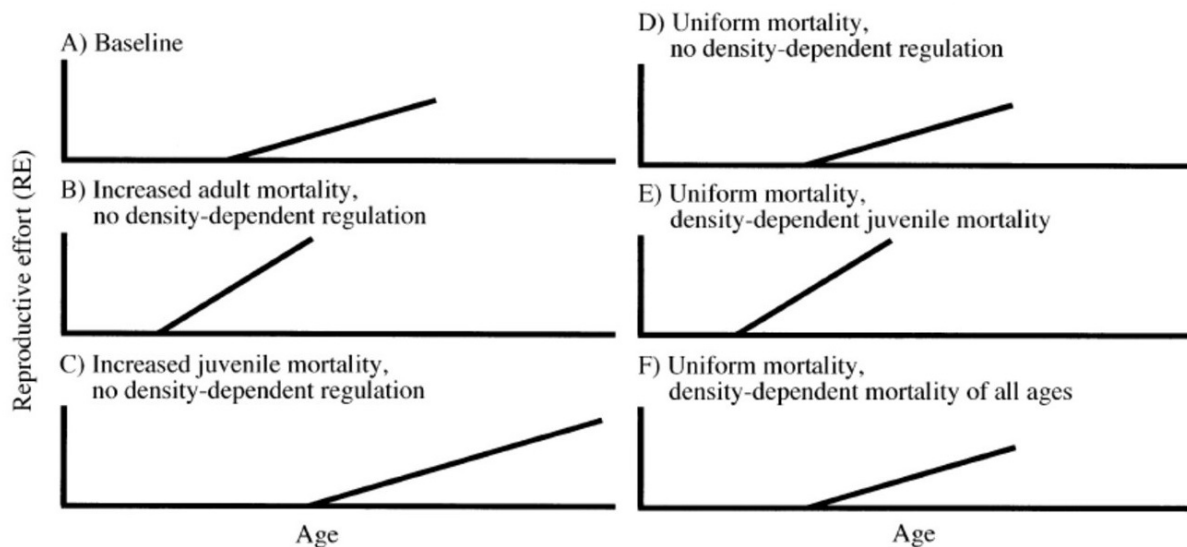 Reproductive effort (RE)
A) Baseline
B) Increased adult mortality,
no density-dependent regulation
C) Increased juvenile mortality,
no density-dependent regulation
Age
D) Uniform mortality,
no density-dependent regulation
E) Uniform mortality,
density-dependent juvenile mortality
F) Uniform mortality,
density-dependent mortality of all ages
Age